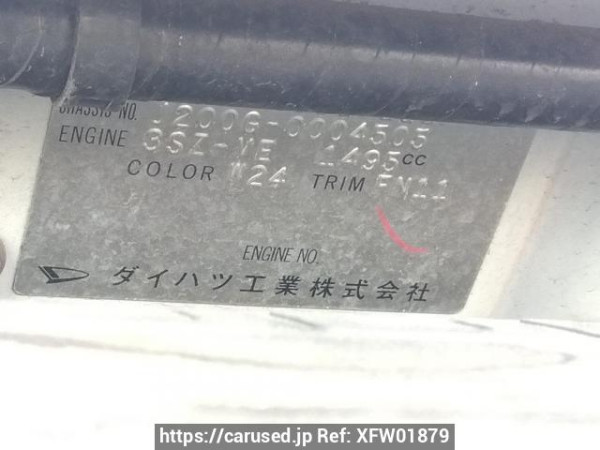 CHASSIS NO. J200G-0004505
ENGINE 3SZ-VE 1495cc
COLOR W24 TRIM FN11
ENGINE NO.
ダイハツ工業株式会社
https://carused.jp Ref: XFW01879